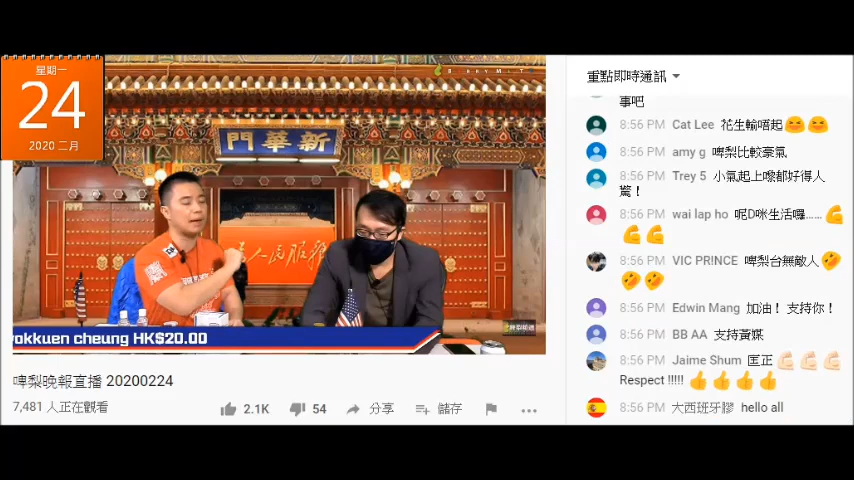 星期一
24
2020 二月
新華門
為人民服務
yokkuen cheung HK$20.00
啤梨晚報直播 20200224
7,481 人正在觀看
2.1K
54
分享
儲存
重點即時通訊
事吧
8:56 PM Cat Lee 花生輸唔起😆😆
8:56 PM amy g 啤梨比較豪氣
8:56 PM Trey 5 小氣起上嚟都好得人
驚！
8:56 PM wai lap ho 呢D咪生活囉......💪
💪💪
8:56 PM VIC PR!NCE 啤梨台無敵人🤣
🤣🤣
8:56 PM Edwin Mang 加油！支持你！
8:56 PM BB AA 支持黃媒
8:56 PM Jaime Shum 匡正💪🏻💪🏻💪🏻
Respect !!!!! 👍👍👍👍
8:56 PM 大西班牙膠 hello all